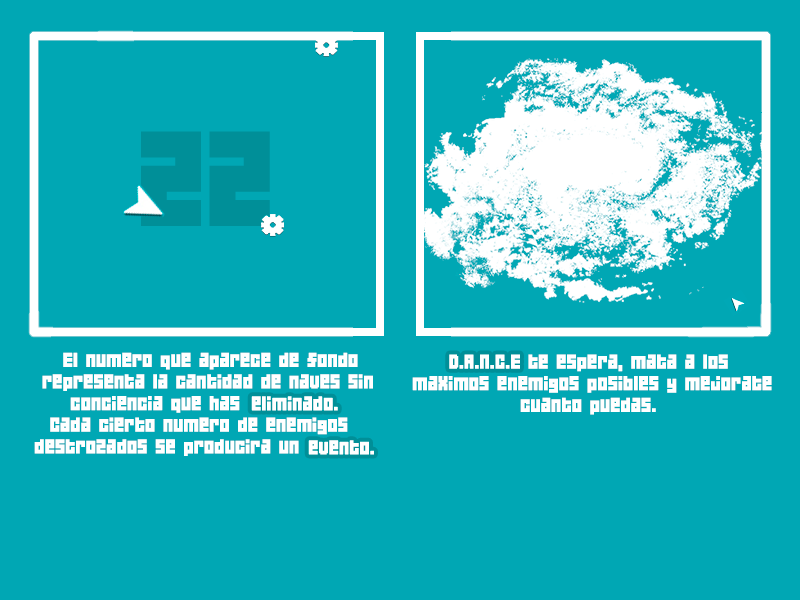 22
El numero que aparece de fondo
representa la cantidad de naves sin
conciencia que has eliminado.
Cada cierto numero de enemigos
destrozados se producira un evento.
D.A.N.C.E te espera, mata a los
maximos enemigos posibles y mejorate
cuanto puedas.